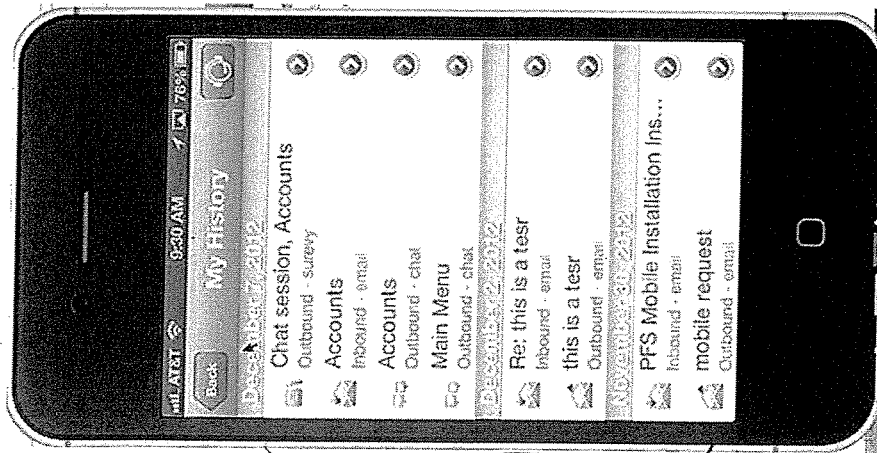 AT&T 9:30 AM 76%
Back My History
December 7, 2012
Chat session, Accounts
Outbound - surevy
Accounts
Inbound - email
Accounts
Outbound - chat
Main Menu
Outbound - chat
Re: this is a tesr
Inbound - email
this is a tesr
Outbound - email
PFS Mobile Installation Ins...
Inbound - email
mobile request
Outbound - email